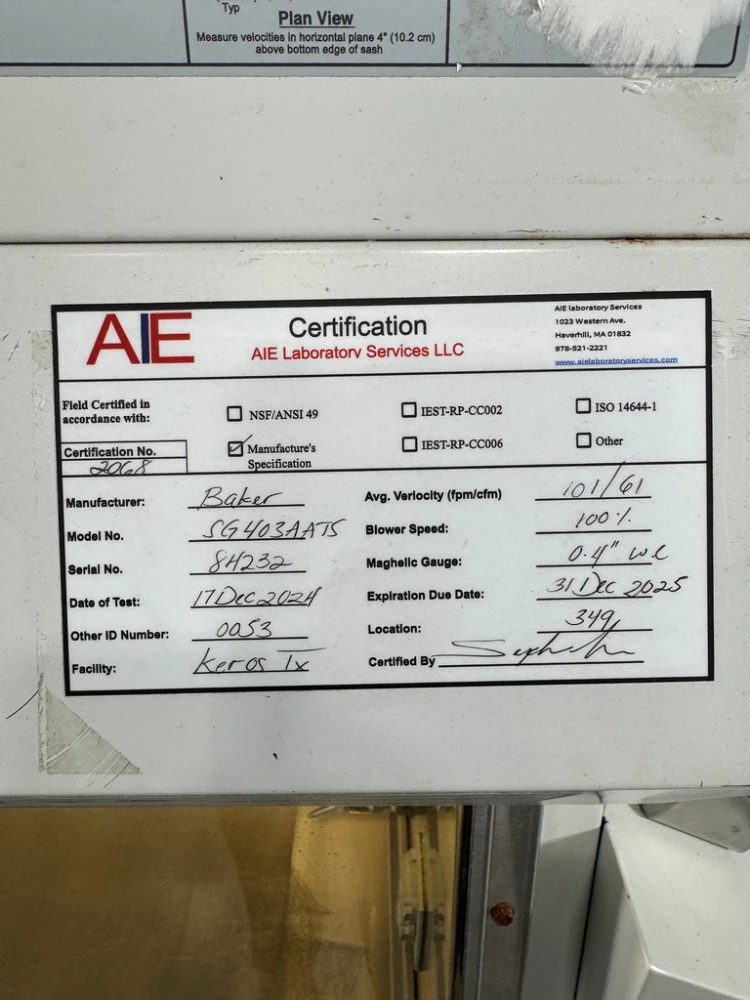 Typ
Plan View
Measure velocities in horizontal plane 4" (10.2 cm)
above bottom edge of sash
AIE
Certification
AIE Laboratory Services LLC
AIE laboratory Services
1023 Western Ave.
Haverhill, MA 01832
978-521-2221
www.aielaboratoryservices.com
Field Certified in
accordance with:
NSF/ANSI 49
IEST-RP-CC002
ISO 14644-1
Manufacture's
Specification
IEST-RP-CC006
Other
Certification No.
2068
Manufacturer: Baker
Model No. SG403AATS
Serial No. 84232
Date of Test: 17 Dec 2024
Other ID Number: 0053
Facility: Keros Tx
Avg. Verlocity (fpm/cfm) 101/61
Blower Speed: 100%
Maghelic Gauge: 0.4" wc
Expiration Due Date: 31 Dec 2025
Location: 349
Certified By